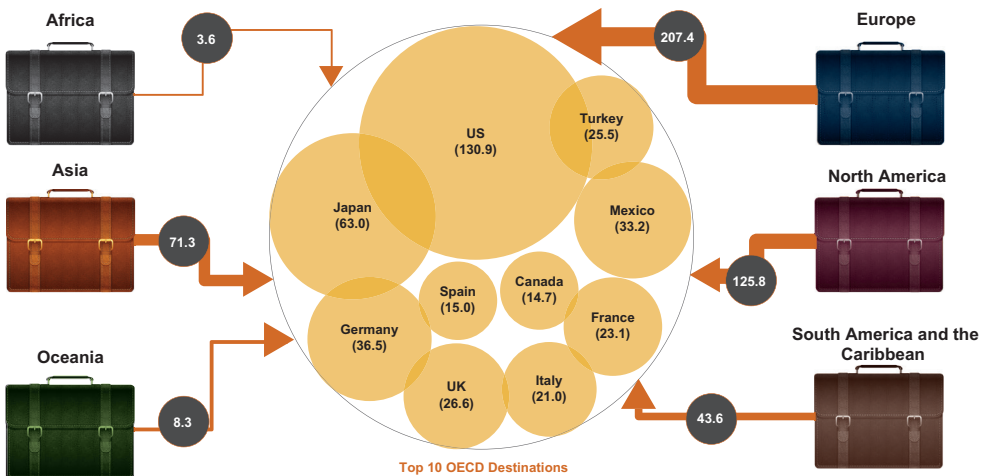 Africa
3.6
Asia
71.3
Oceania
8.3
US
(130.9)
Turkey
(25.5)
Japan
(63.0)
Mexico
(33.2)
Spain
(15.0)
Canada
(14.7)
Germany
(36.5)
France
(23.1)
UK
(26.6)
Italy
(21.0)
Top 10 OECD Destinations
Europe
207.4
North America
125.8
South America and the
Caribbean
43.6